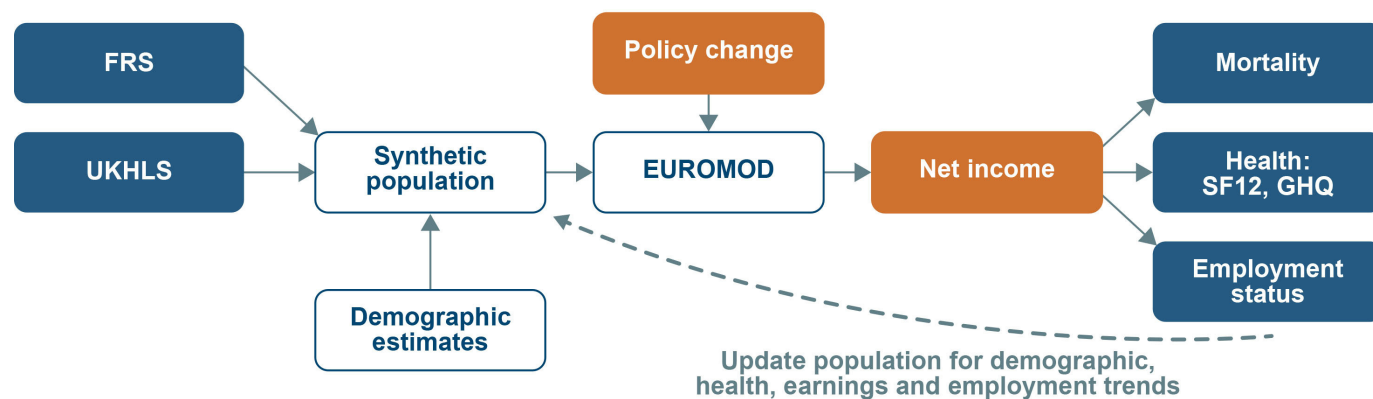 FRS
UKHLS
Synthetic
population
Demographic
estimates
Policy change
EUROMOD
Net income
Mortality
Health:
SF12, GHQ
Employment
status
Update population for demographic,
health, earnings and employment trends